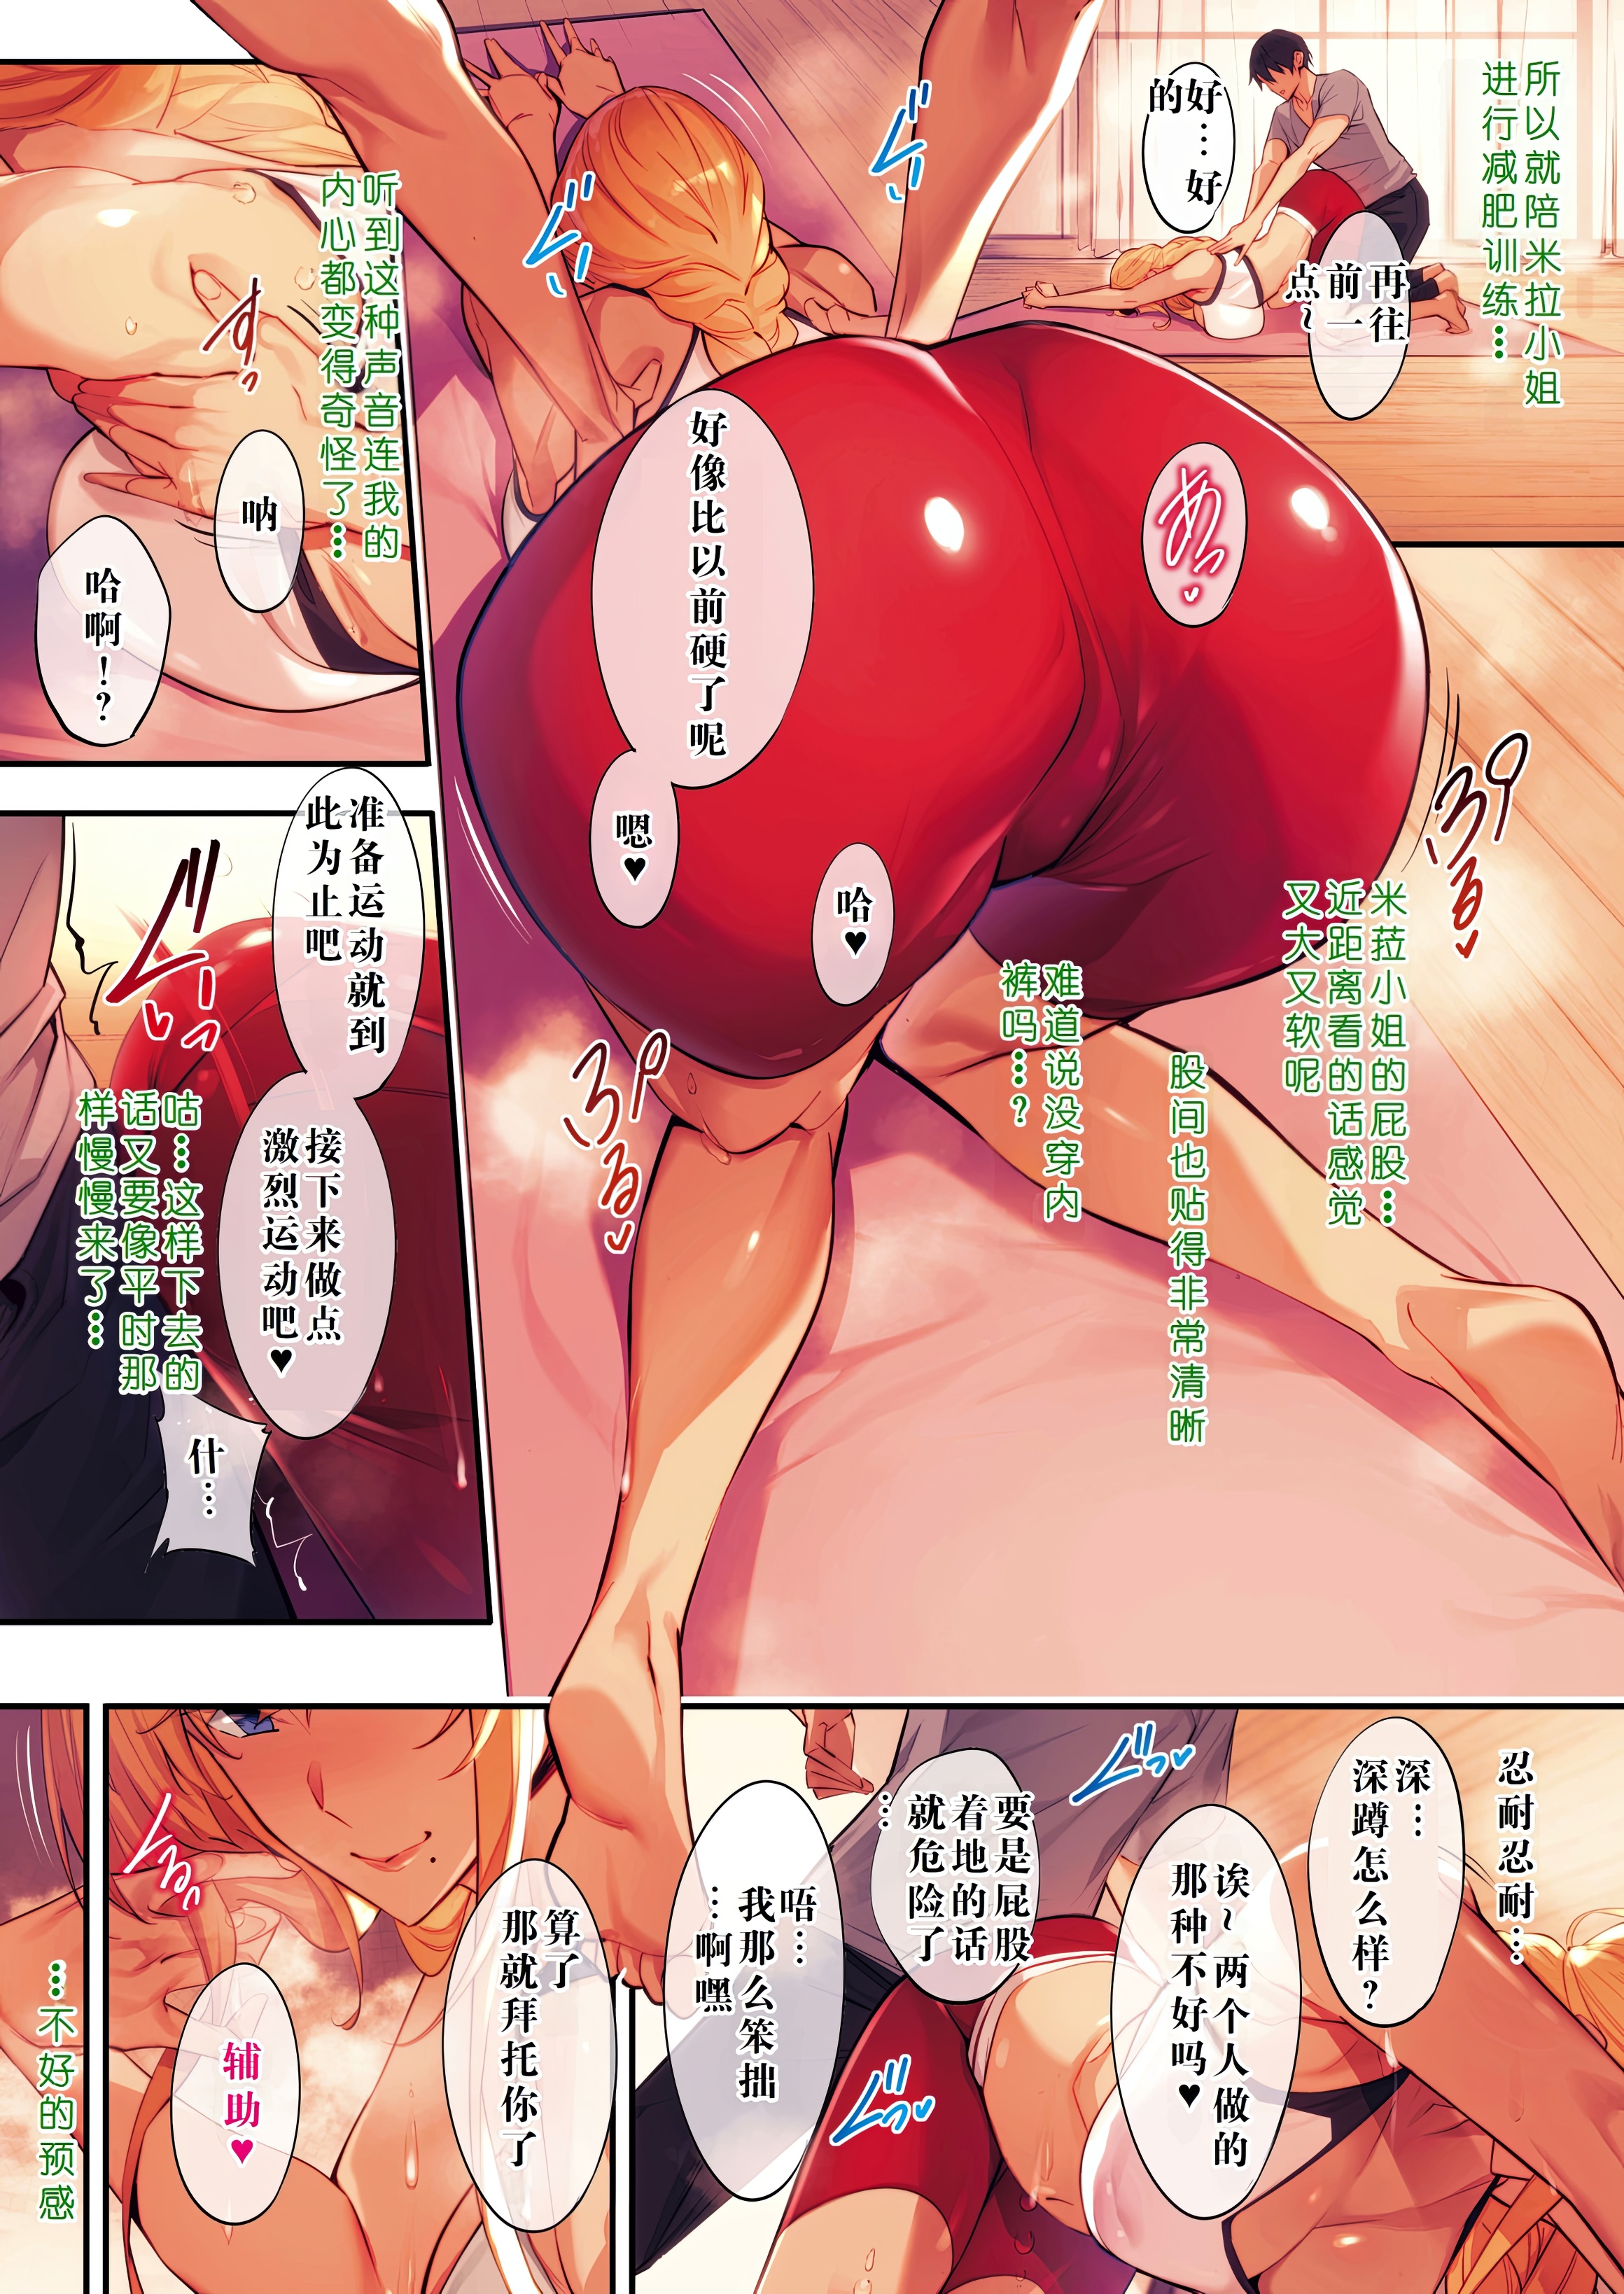 所以就陪米拉小姐
进行减肥训练…
好…好
的
再往
前一
点~
好像比以前硬了呢
嗯♥
あっ♥
哈♥
ぷるっ♥
米菈小姐的屁股…
近距离看的话感觉
又大又软呢
股间也贴得非常清晰
难道说没穿内
裤吗…?
ぷるっ♥
听到这种声音连我的
内心都变得奇怪了…
呐
哈啊!?
准备运动就到
此为止吧
接下来做点
激烈运动吧♥
咕…这样下去的
话又要像平时那
样慢慢来了…
什…
忍耐忍耐…
深…
深蹲怎么样?
诶~两个人做的
那种不好吗♥
要是屁股
着地的话
就危险了
…
唔…
我那么笨拙
…啊嘿
算了
那就拜托你了
辅助♥
…不好的预感